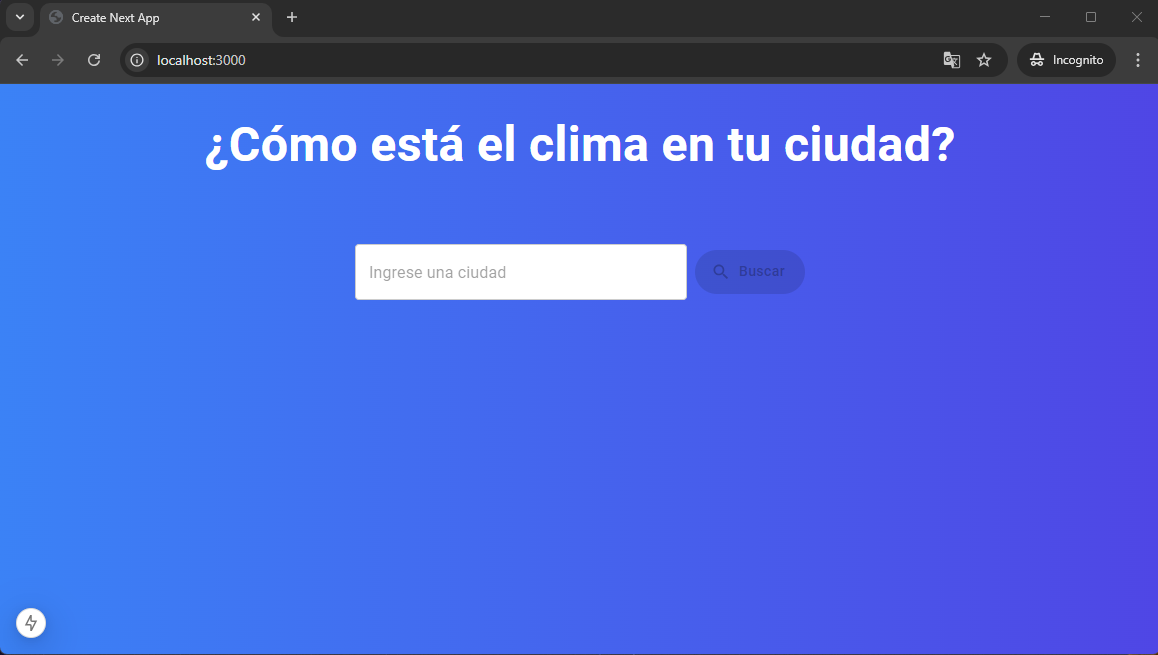 Create Next App
localhost:3000
Incognito
¿Cómo está el clima en tu ciudad?
Ingrese una ciudad
Buscar